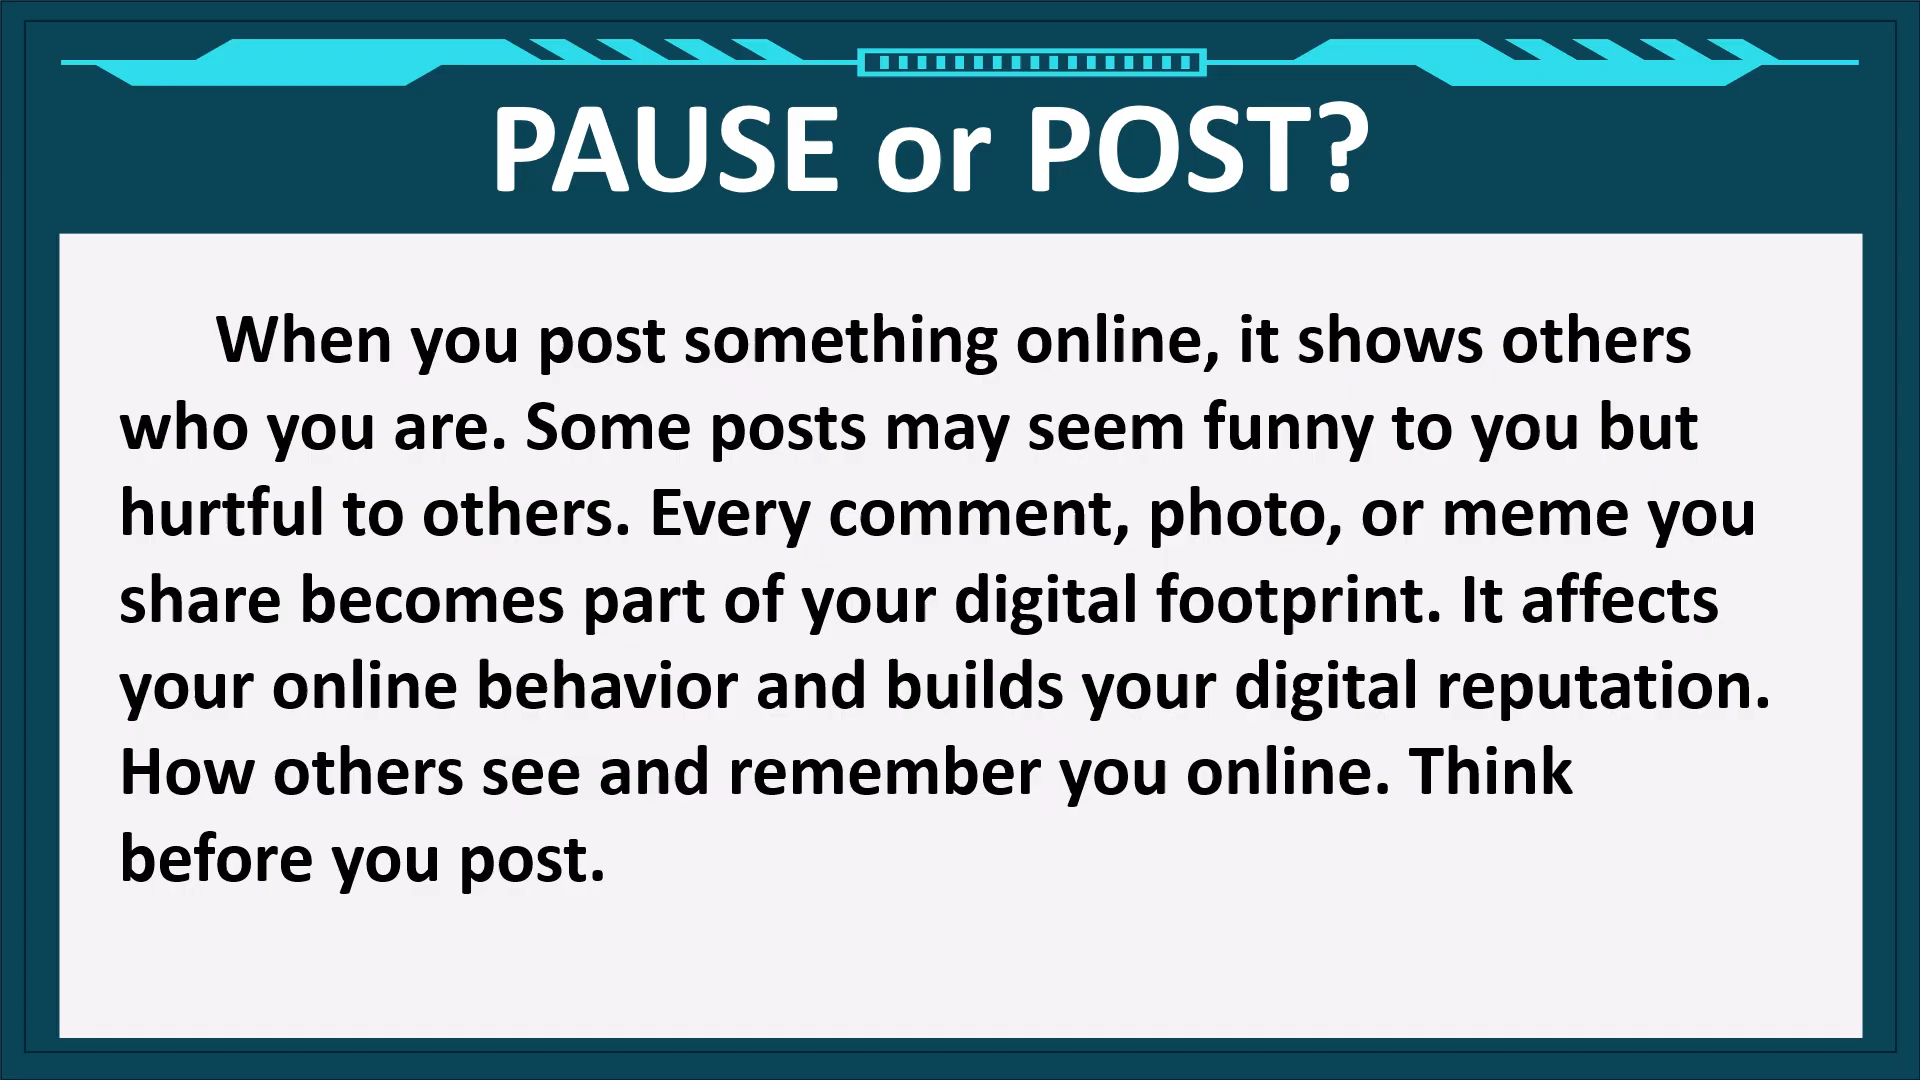 PAUSE or POST?
When you post something online, it shows others
who you are. Some posts may seem funny to you but
hurtful to others. Every comment, photo, or meme you
share becomes part of your digital footprint. It affects
your online behavior and builds your digital reputation.
How others see and remember you online. Think
before you post.